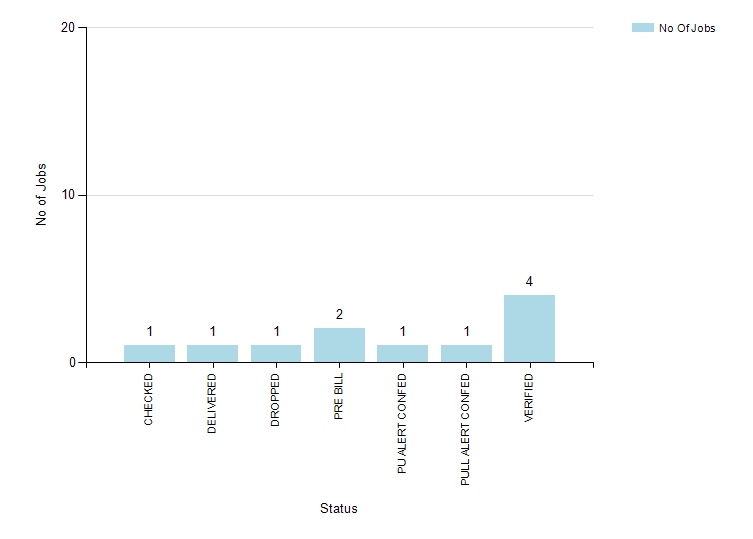 20
No Of Jobs
No of Jobs
10
4
2
1
1
1
1
1
0
CHECKED
DELIVERED
DROPPED
PRE BILL
PU ALERT CONFED
PULL ALERT CONFED
VERIFIED
Status